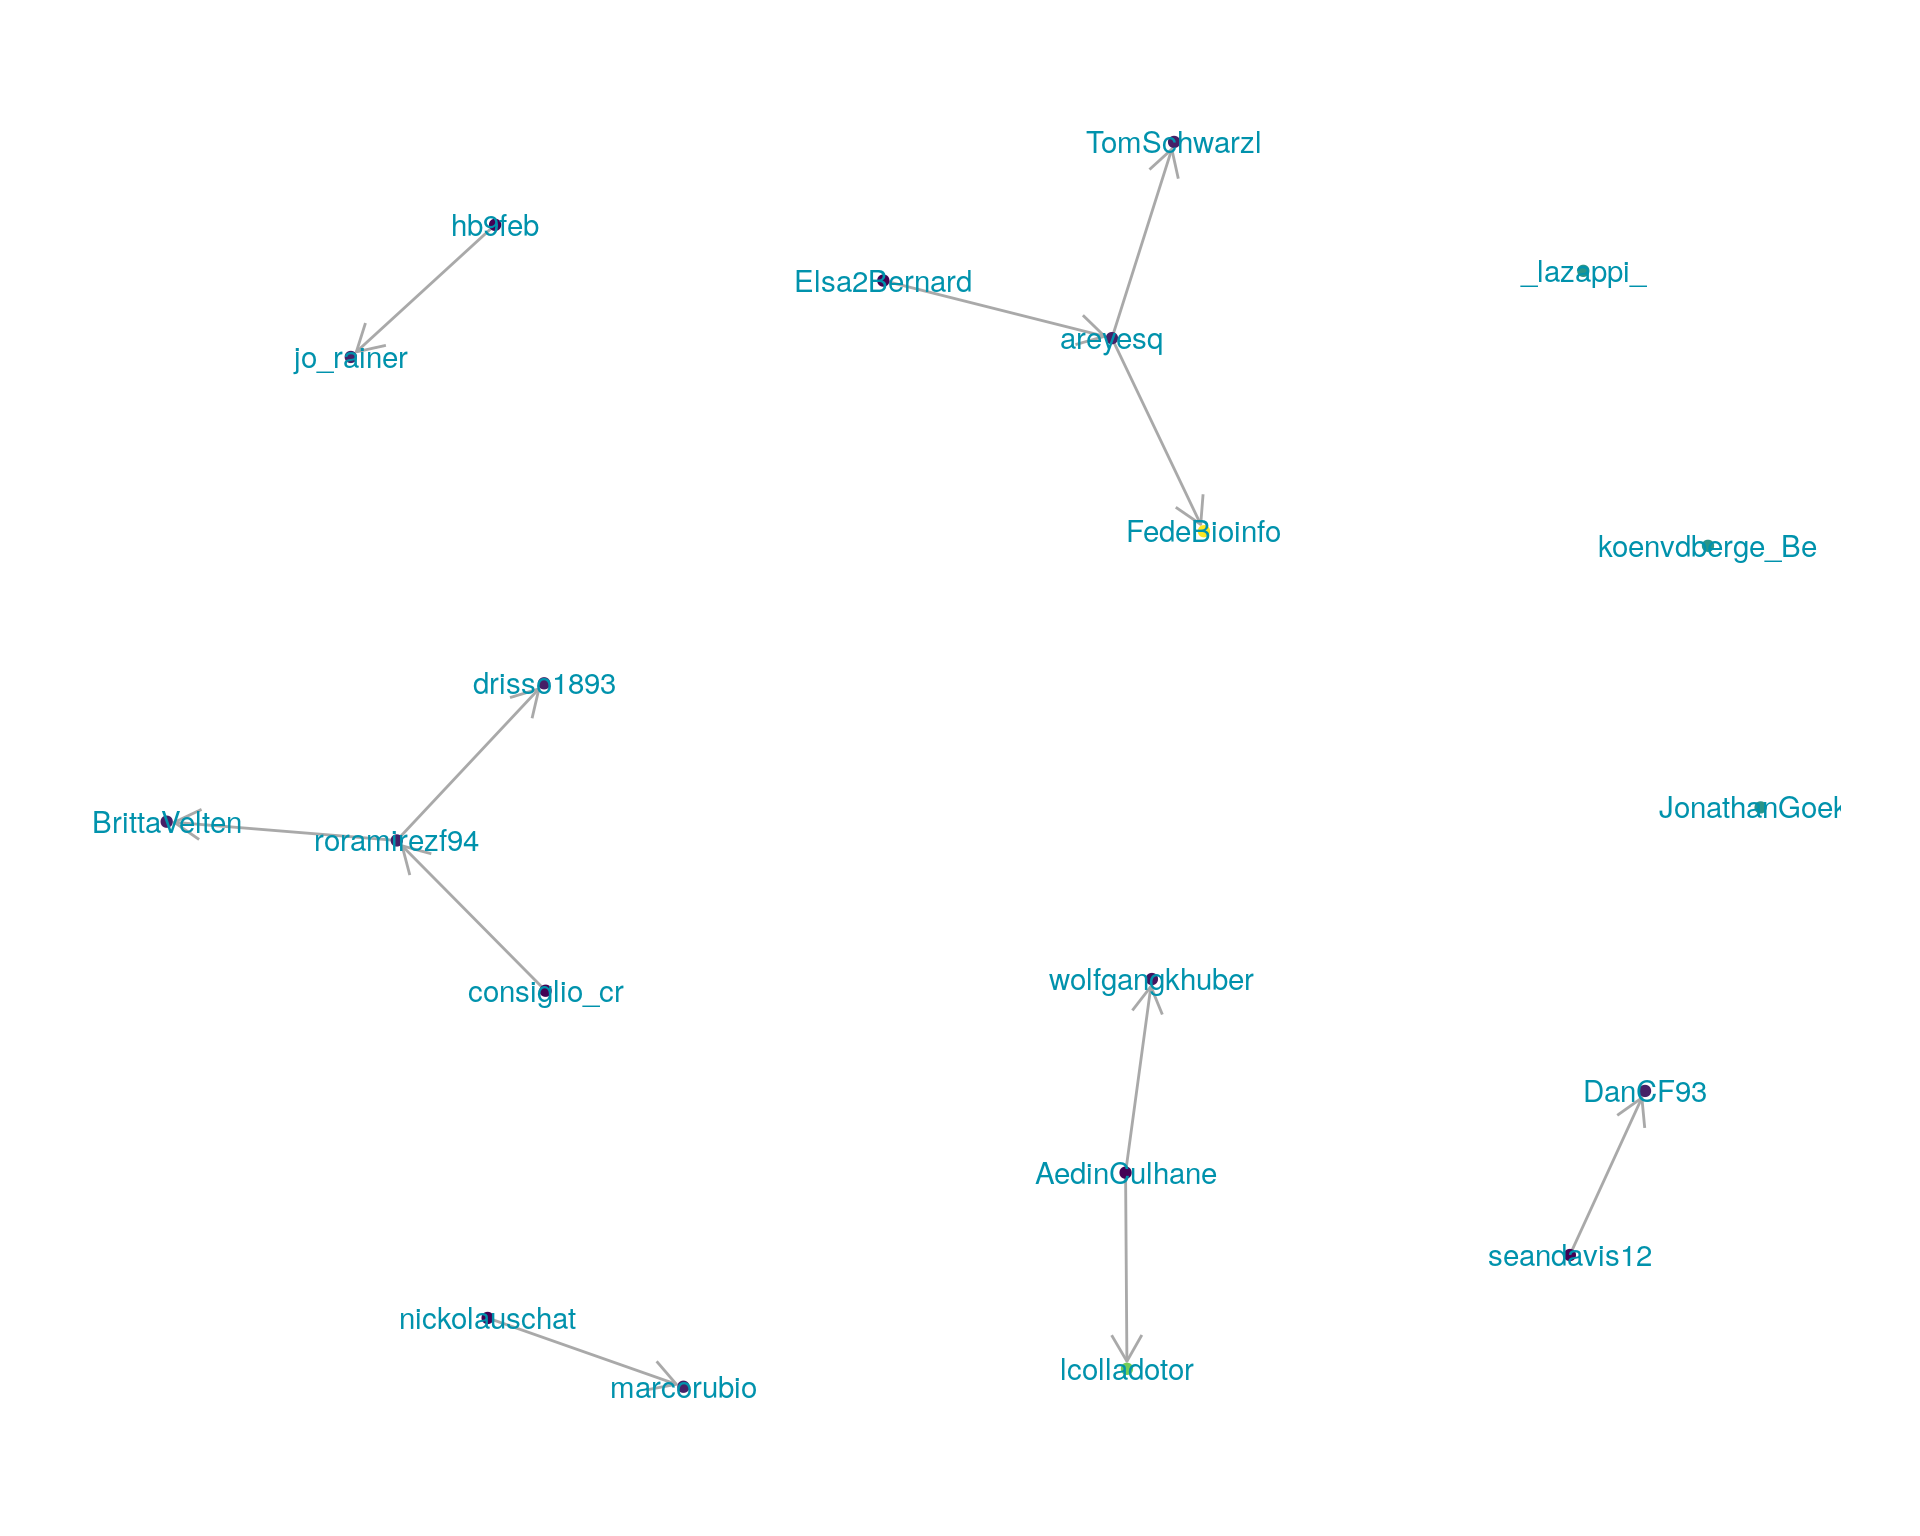 TomSchwarzl
hb9feb
_lazappi_
Elsa2Bernard
areyesq
jo_rainer
FedeBioinfo
koenvdberge_Be
drisso1893
JonathanGoek
BrittaVelten
roramirezf94
wolfgangkhuber
consiglio_cr
DanCF93
AedinCulhane
seandavis12
nickolauschat
lcolladotor
marcorubio